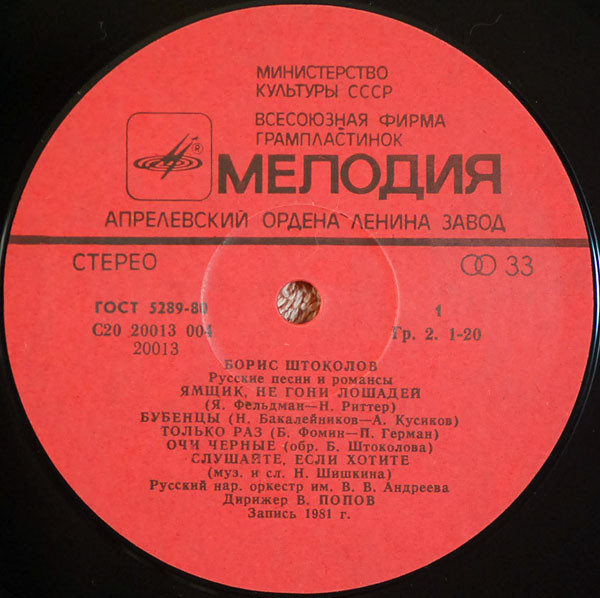 МИНИСТЕРСТВО
КУЛЬТУРЫ СССР
ВСЕСОЮЗНАЯ ФИРМА
ГРАМПЛАСТИНОК
®
МЕЛОДИЯ
АПРЕЛЕВСКИЙ ОРДЕНА ЛЕНИНА ЗАВОД
СТЕРЕО 33
ГОСТ 5289-80 1
С20 20013 004 Гр. 2. 1-20
20013
БОРИС ШТОКОЛОВ
Русские песни и романсы
ЯМЩИК, НЕ ГОНИ ЛОШАДЕЙ
(Я. Фельдман—Н. Риттер)
БУБЕНЦЫ (Н. Бакалейников—А. Кусиков)
ТОЛЬКО РАЗ (Б. Фомин—П. Герман)
ОЧИ ЧЕРНЫЕ (обр. Б. Штоколова)
СЛУШАЙТЕ, ЕСЛИ ХОТИТЕ
(муз. и сл. Н. Шишкина)
Русский нар. оркестр им. В. В. Андреева
Дирижер В. ПОПОВ
Запись 1981 г.